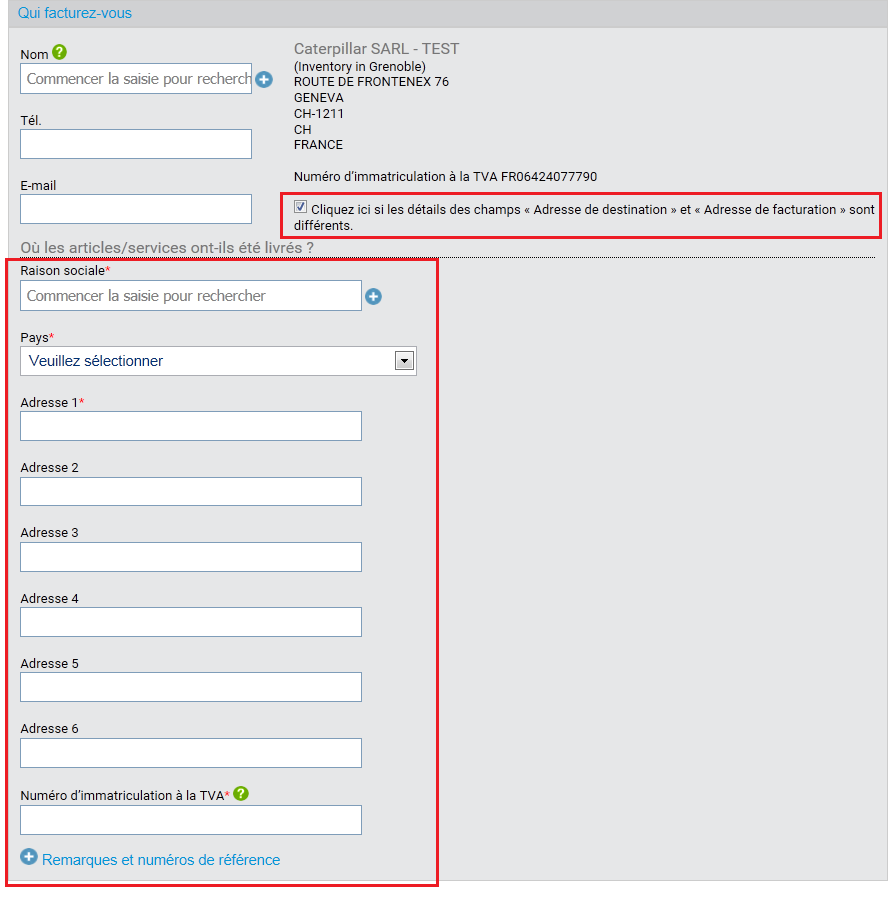 Qui facturez-vous
Nom ?
Commencer la saisie pour recherch
Tél.
E-mail
Caterpillar SARL - TEST
(Inventory in Grenoble)
ROUTE DE FRONTENEX 76
GENEVA
CH-1211
CH
FRANCE
Numéro d’immatriculation à la TVA FR06424077790
Cliquez ici si les détails des champs « Adresse de destination » et « Adresse de facturation » sont
différents.
Où les articles/services ont-ils été livrés ?
Raison sociale*
Commencer la saisie pour rechercher
Pays*
Veuillez sélectionner
Adresse 1*
Adresse 2
Adresse 3
Adresse 4
Adresse 5
Adresse 6
Numéro d’immatriculation à la TVA* ?
Remarques et numéros de référence